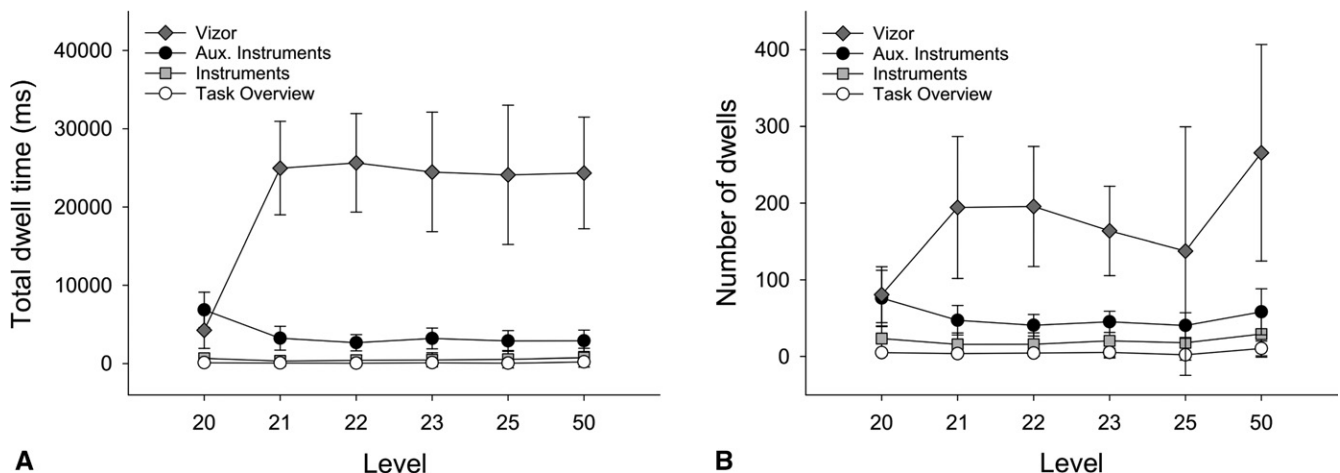 Total dwell time (ms)
40000
30000
20000
10000
0
Vizor
Aux. Instruments
Instruments
Task Overview
20 21 22 23 25 50
Level
A
Number of dwells
400
300
200
100
0
Vizor
Aux. Instruments
Instruments
Task Overview
20 21 22 23 25 50
Level
B